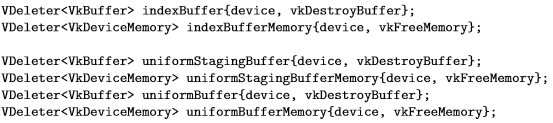 VDeleter<VkBuffer> indexBuffer{device, vkDestroyBuffer};
VDeleter<VkDeviceMemory> indexBufferMemory{device, vkFreeMemory};
VDeleter<VkBuffer> uniformStagingBuffer{device, vkDestroyBuffer};
VDeleter<VkDeviceMemory> uniformStagingBufferMemory{device, vkFreeMemory};
VDeleter<VkBuffer> uniformBuffer{device, vkDestroyBuffer};
VDeleter<VkDeviceMemory> uniformBufferMemory{device, vkFreeMemory};